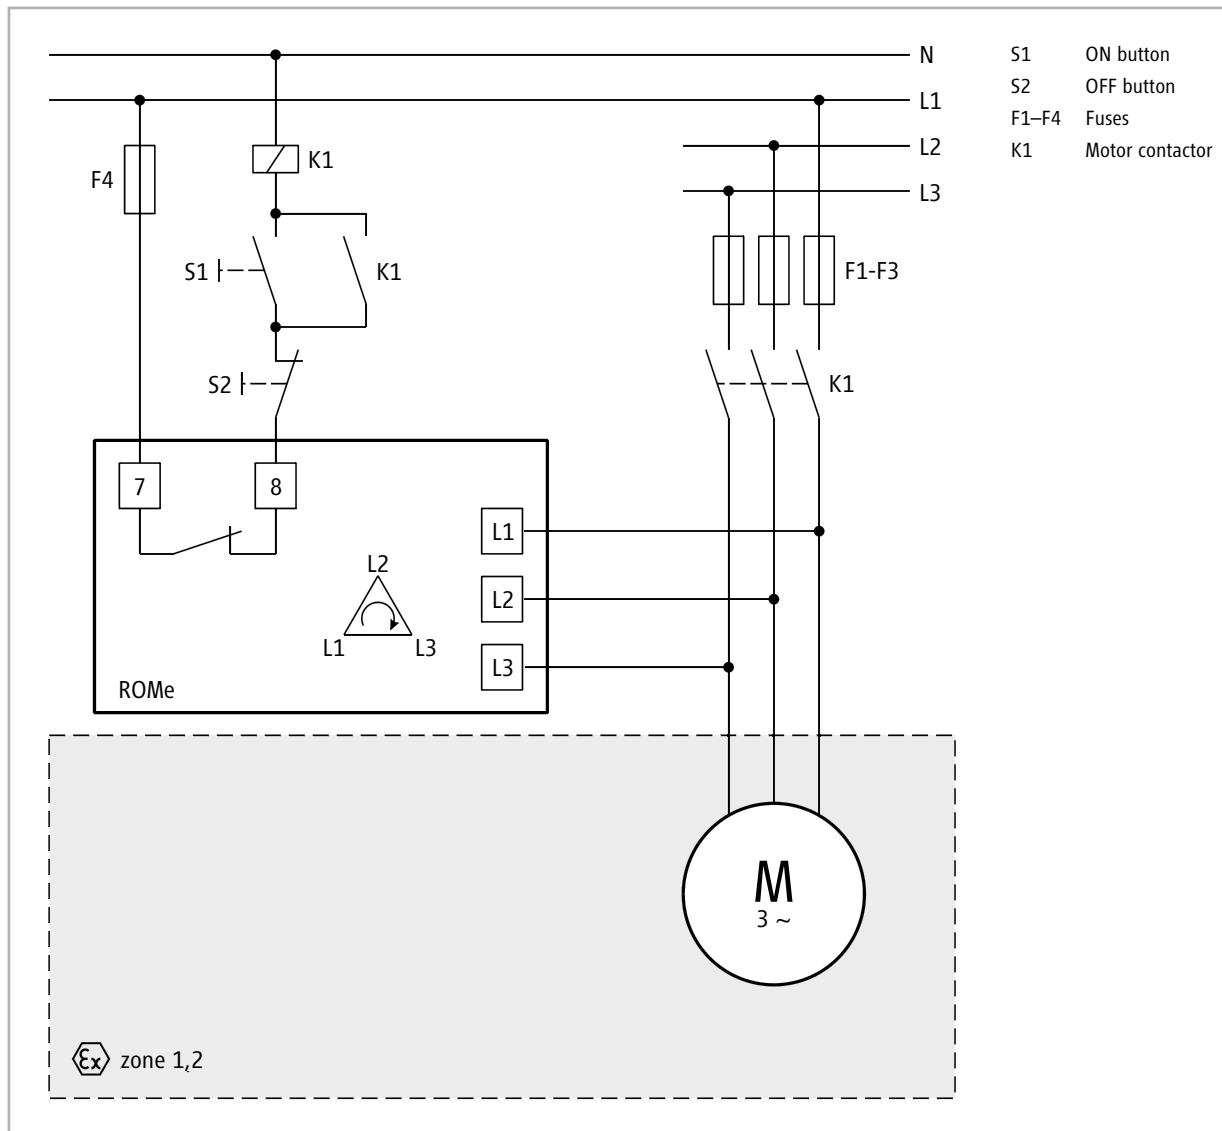 N
S1 ON button
L1
S2 OFF button
F1–F4 Fuses
L2
K1 Motor contactor
K1
F4
L3
S1
K1
F1-F3
S2
K1
7
8
L1
L2
L2
L1
L3
L3
ROMe
M
3 ~
εx zone 1,2